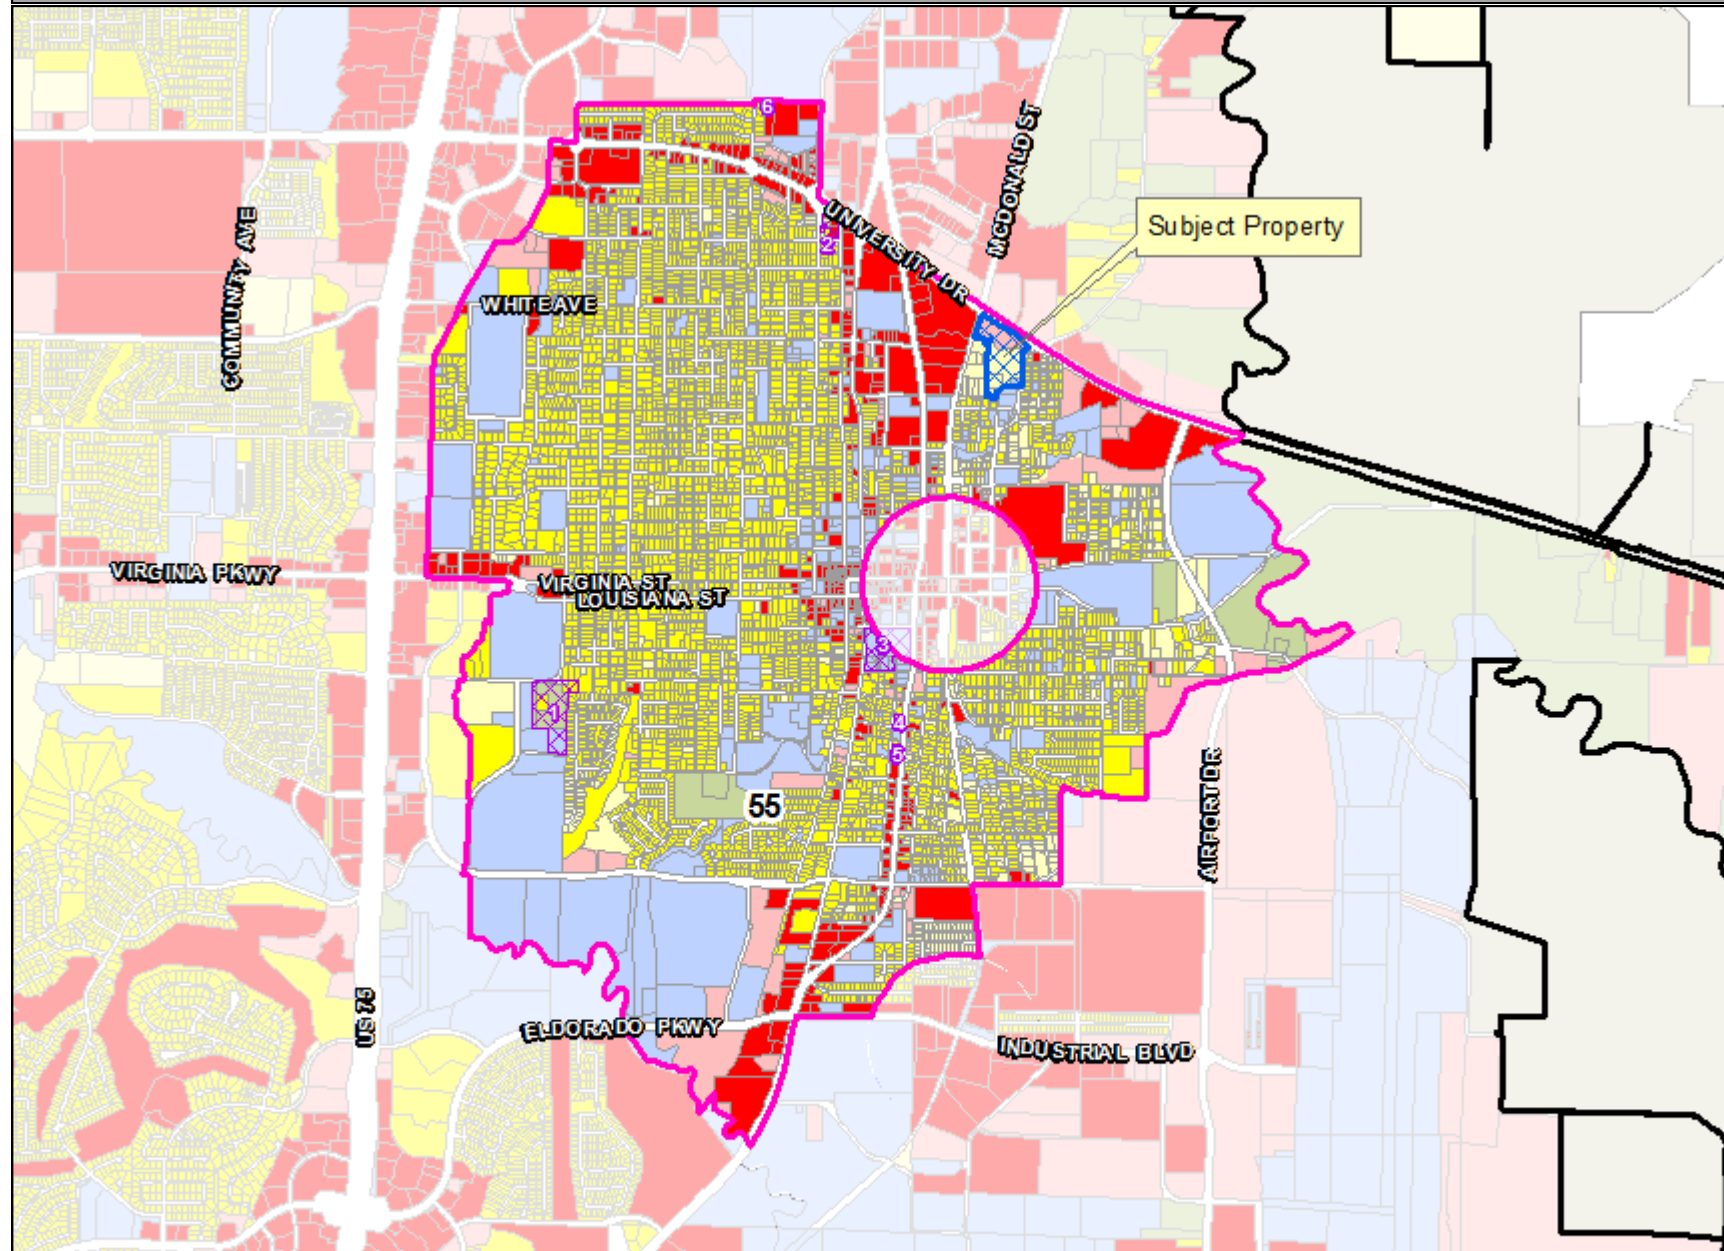 6
MCDONALD ST
UNIVERSITY DR
2
Subject Property
COMMUNITY AVE
WHITE AVE
VIRGINIA PKWY
VIRGINIA ST
LOUISIANA ST
3
1
4
5
55
AIRPORT DR
US 75
ELDORADO PKWY
INDUSTRIAL BLVD